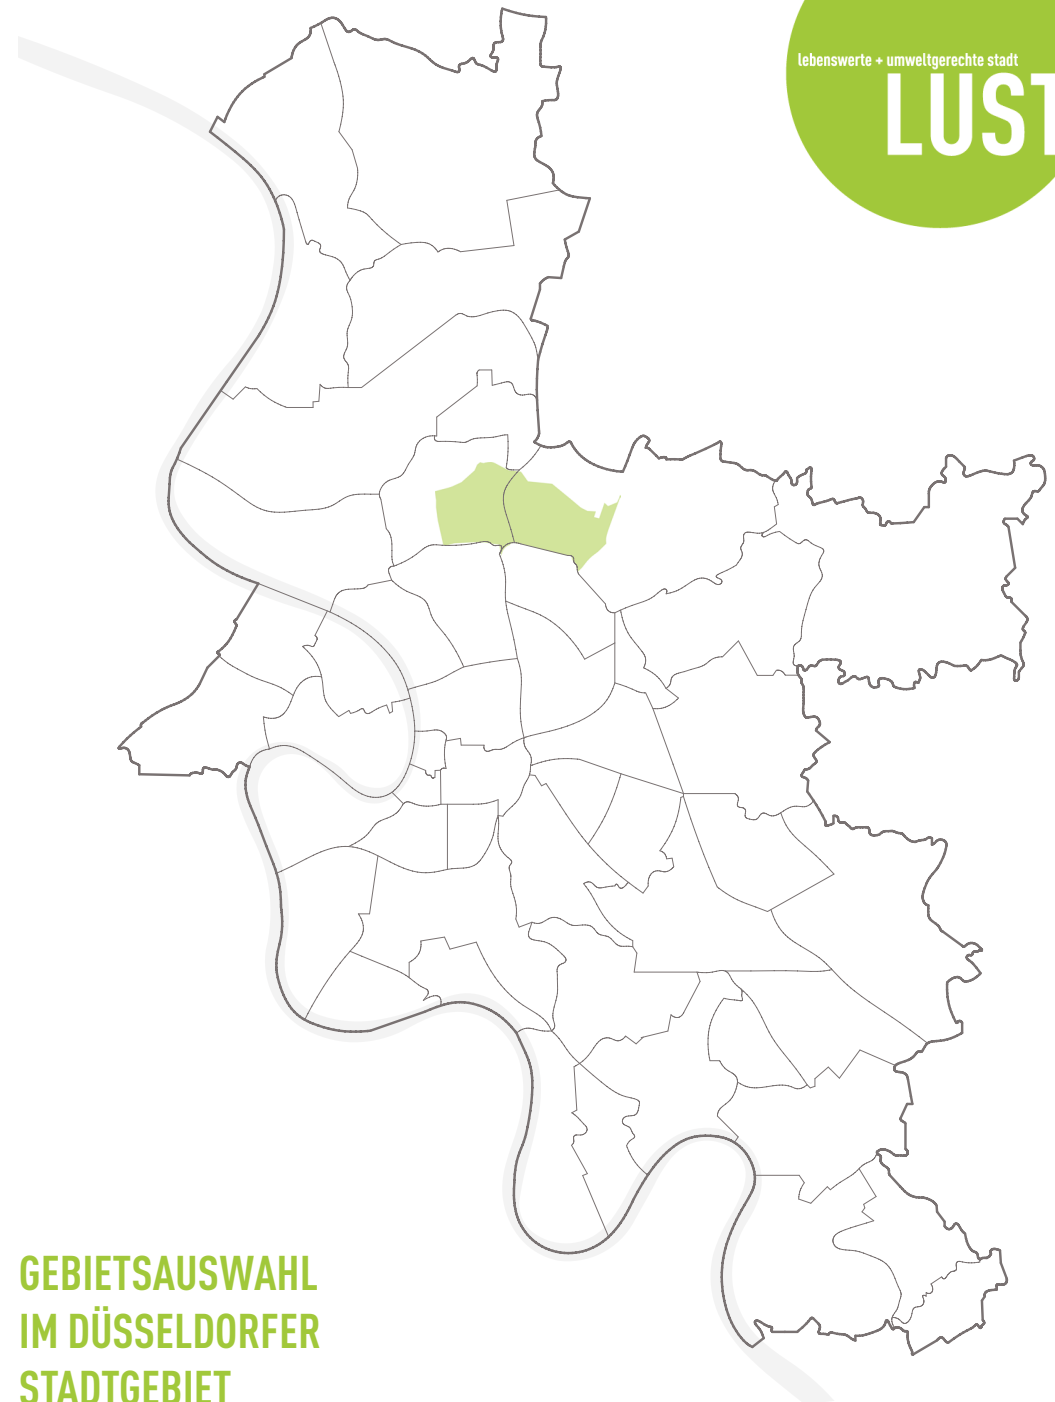 lebenswerte + umweltgerechte stadt
LUST
GEBIETSAUSWAHL
IM DÜSSELDORFER
STADTGEBIET